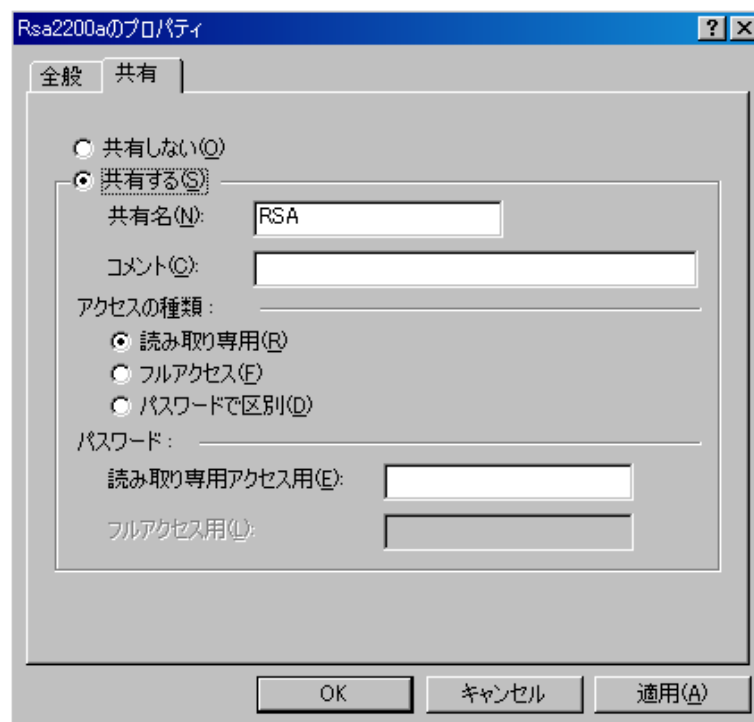 Rsa2200aのプロパティ
全般 共有
共有しない(O)
共有する(S)
共有名(N): RSA
コメント(C):
アクセスの種類:
読み取り専用(R)
フルアクセス(F)
パスワードで区別(D)
パスワード:
読み取り専用アクセス用(E):
フルアクセス用(L):
OK キャンセル 適用(A)